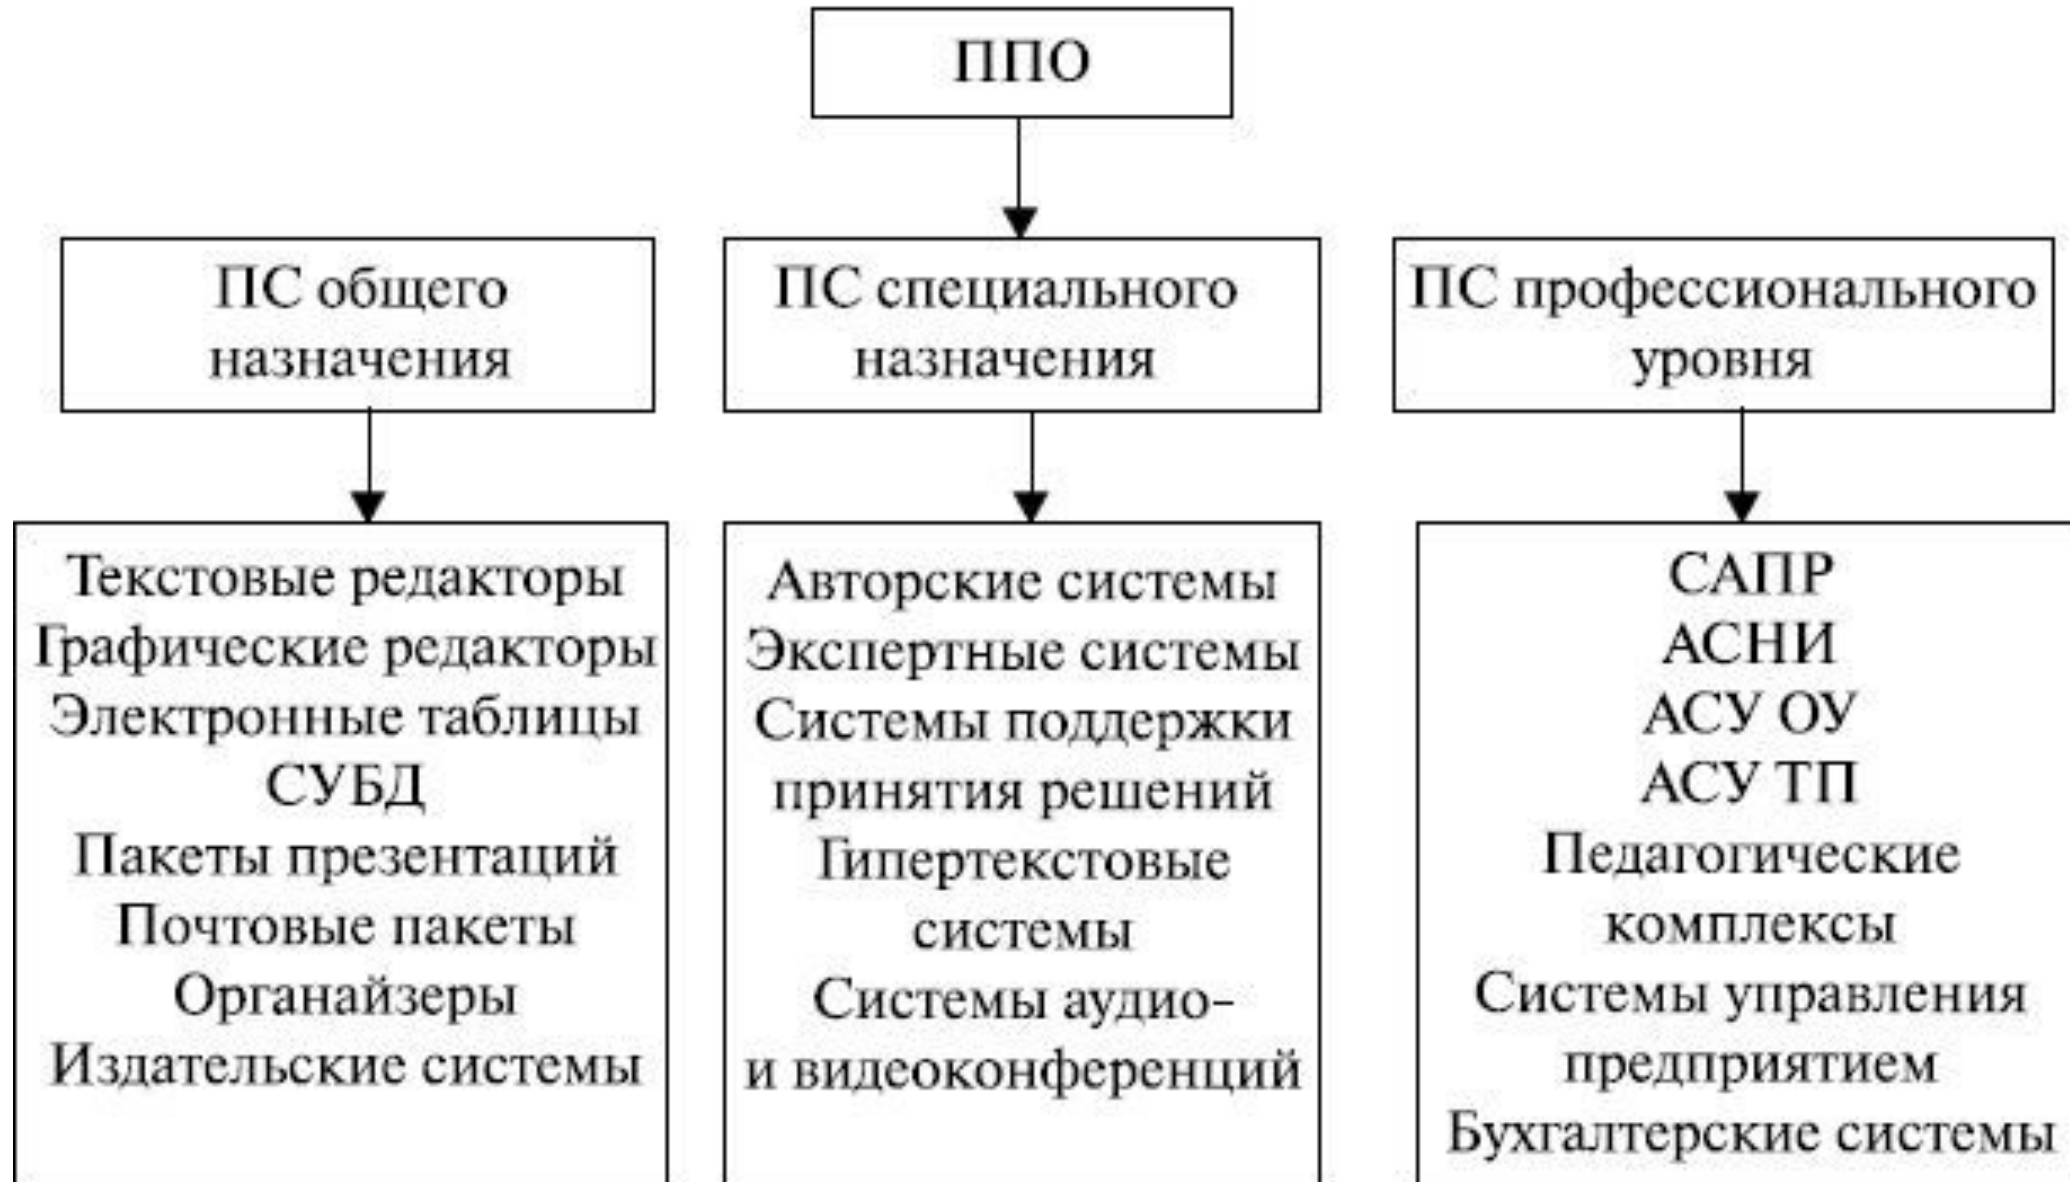 ППО
ПС общего
назначения
ПС специального
назначения
ПС профессионального
уровня
Текстовые редакторы
Графические редакторы
Электронные таблицы
СУБД
Пакеты презентаций
Почтовые пакеты
Органайзеры
Издательские системы
Авторские системы
Экспертные системы
Системы поддержки
принятия решений
Гипертекстовые
системы
Системы аудио-
и видеоконференций
САПР
АСНИ
АСУ ОУ
АСУ ТП
Педагогические
комплексы
Системы управления
предприятием
Бухгалтерские системы